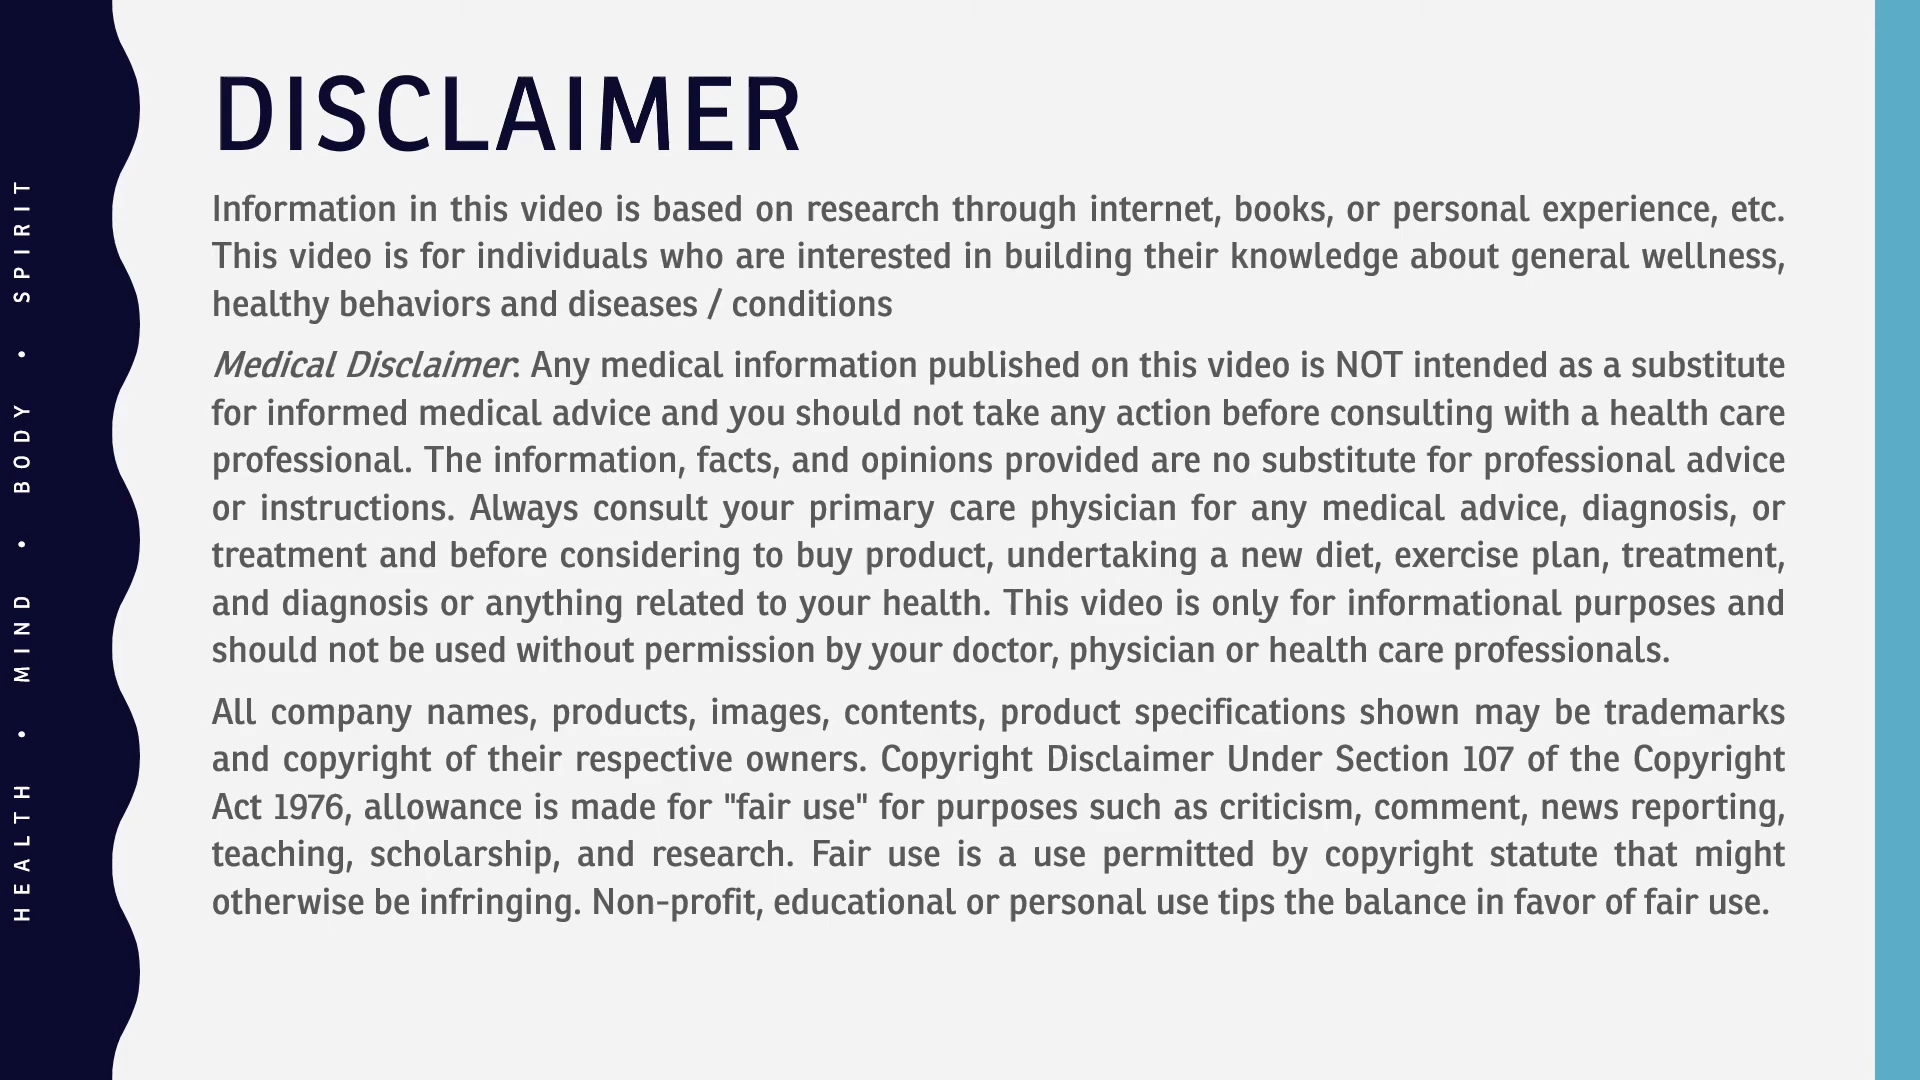 HEALTH • MIND • BODY • SPIRIT
DISCLAIMER
Information in this video is based on research through internet, books, or personal experience, etc.
This video is for individuals who are interested in building their knowledge about general wellness,
healthy behaviors and diseases / conditions
Medical Disclaimer: Any medical information published on this video is NOT intended as a substitute
for informed medical advice and you should not take any action before consulting with a health care
professional. The information, facts, and opinions provided are no substitute for professional advice
or instructions. Always consult your primary care physician for any medical advice, diagnosis, or
treatment and before considering to buy product, undertaking a new diet, exercise plan, treatment,
and diagnosis or anything related to your health. This video is only for informational purposes and
should not be used without permission by your doctor, physician or health care professionals.
All company names, products, images, contents, product specifications shown may be trademarks
and copyright of their respective owners. Copyright Disclaimer Under Section 107 of the Copyright
Act 1976, allowance is made for "fair use" for purposes such as criticism, comment, news reporting,
teaching, scholarship, and research. Fair use is a use permitted by copyright statute that might
otherwise be infringing. Non-profit, educational or personal use tips the balance in favor of fair use.